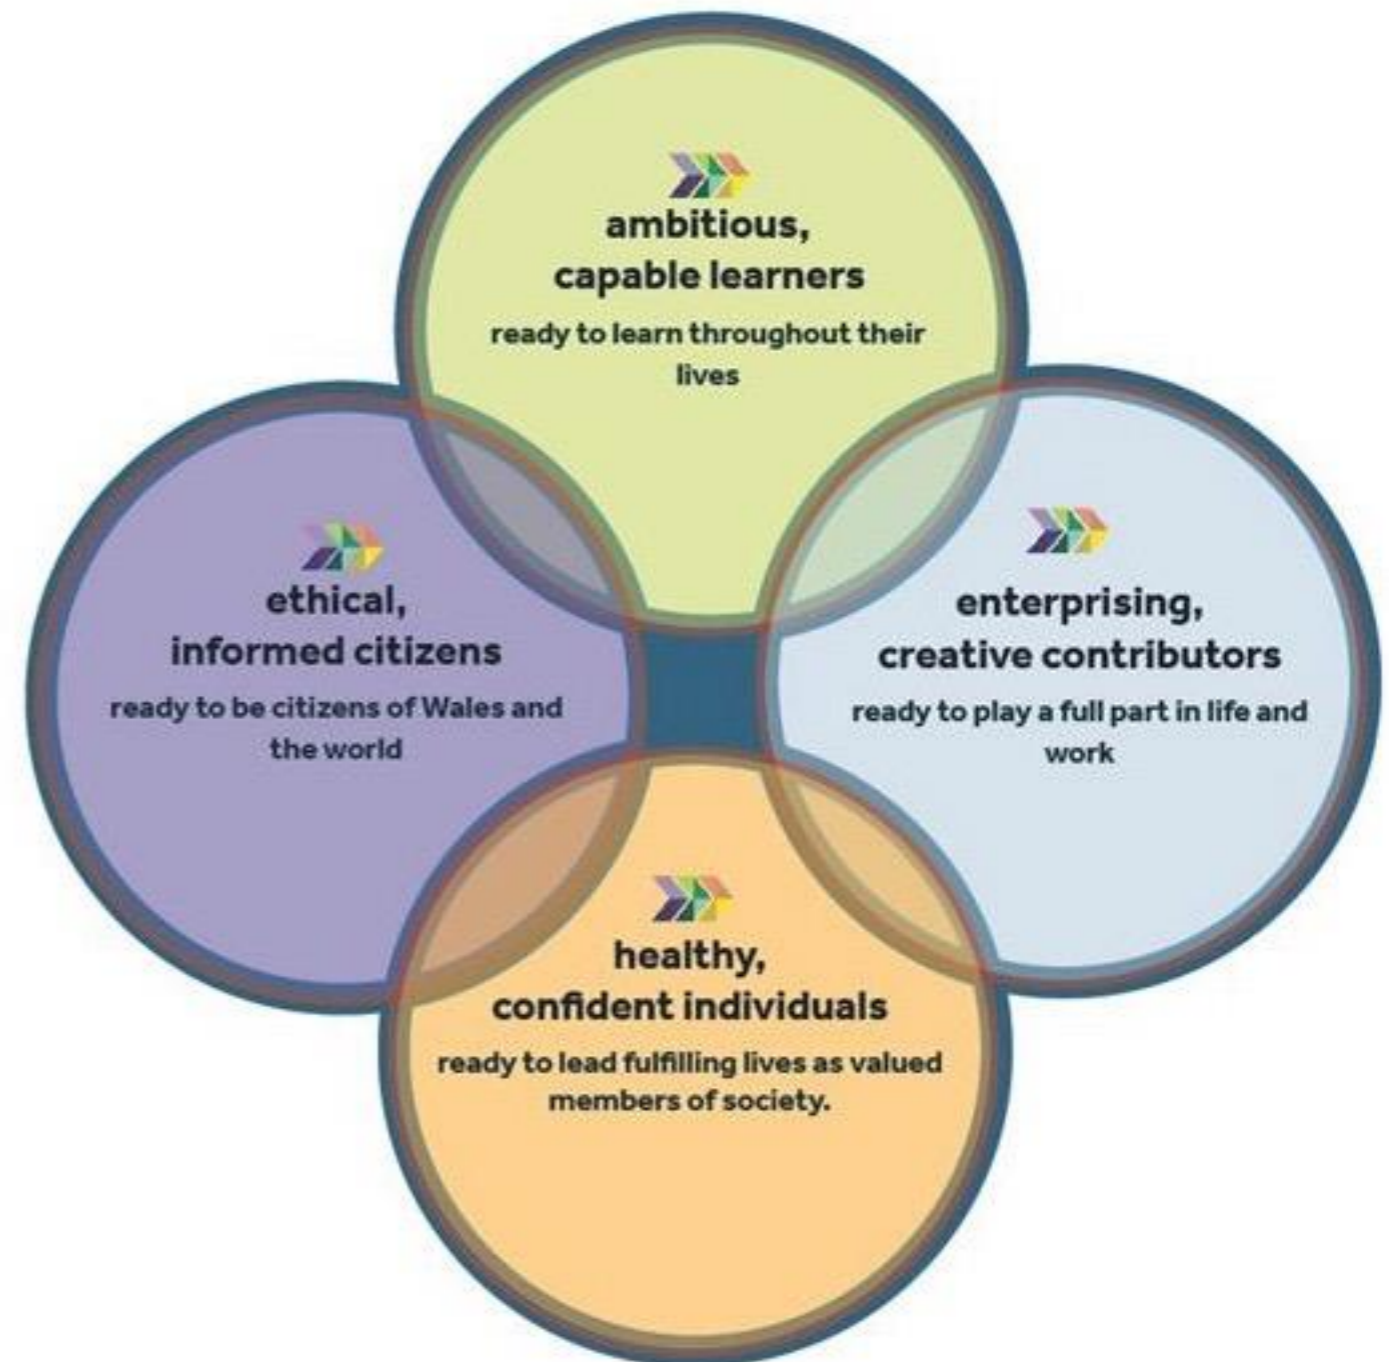 ambitious,
capable learners
ready to learn throughout their
lives
ethical,
informed citizens
ready to be citizens of Wales and
the world
enterprising,
creative contributors
ready to play a full part in life and
work
healthy,
confident individuals
ready to lead fulfilling lives as valued
members of society.